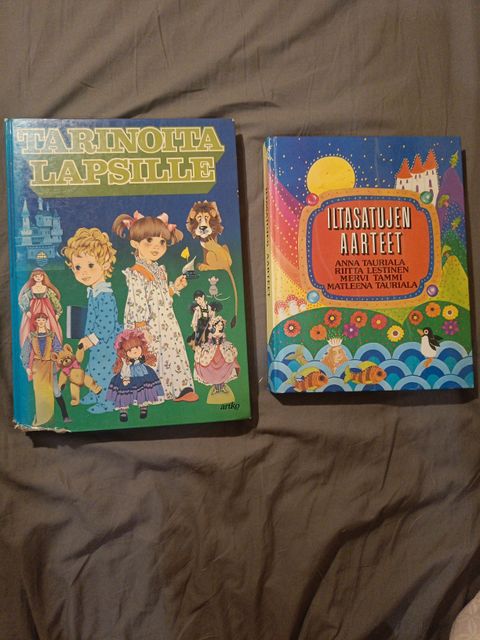 TARINOITA
LAPSILLE
artko
ILTASATUJEN
AARTEET
ANNA TAURIALA
RIITTA LESTINEN
MERVI TAMMI
MATLEENA TAURIALA